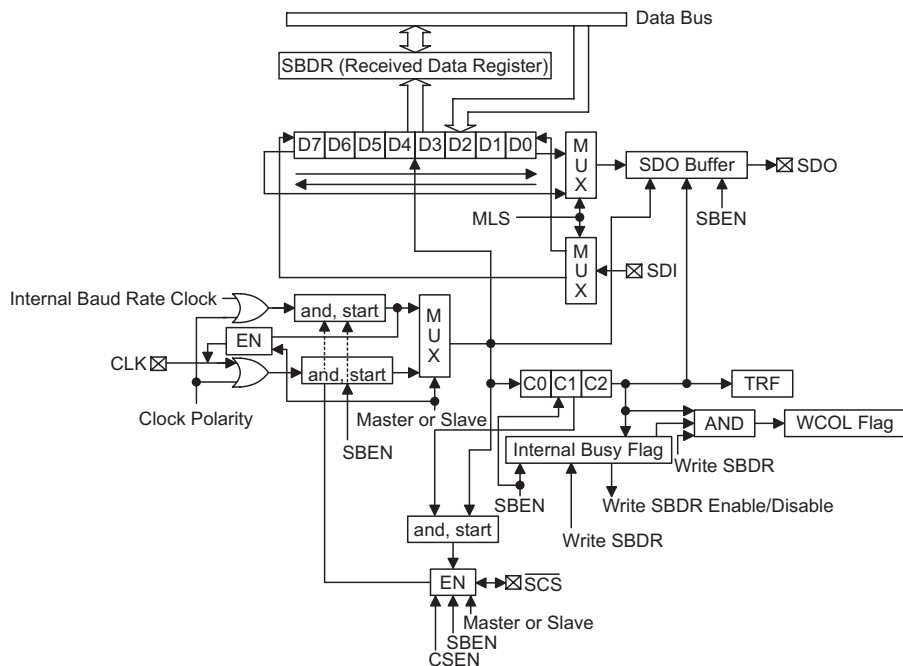 Data Bus
SBDR (Received Data Register)
D7 D6 D5 D4 D3 D2 D1 D0
MUX
SDO Buffer
SDO
MLS
SBEN
MUX
SDI
Internal Baud Rate Clock
and, start
MUX
EN
CLK
and, start
C0 C1 C2
TRF
Clock Polarity
Master or Slave
AND
WCOL Flag
SBEN
Internal Busy Flag
Write SBDR
SBEN
Write SBDR Enable/Disable
and, start
Write SBDR
EN
SCS
Master or Slave
SBEN
CSEN